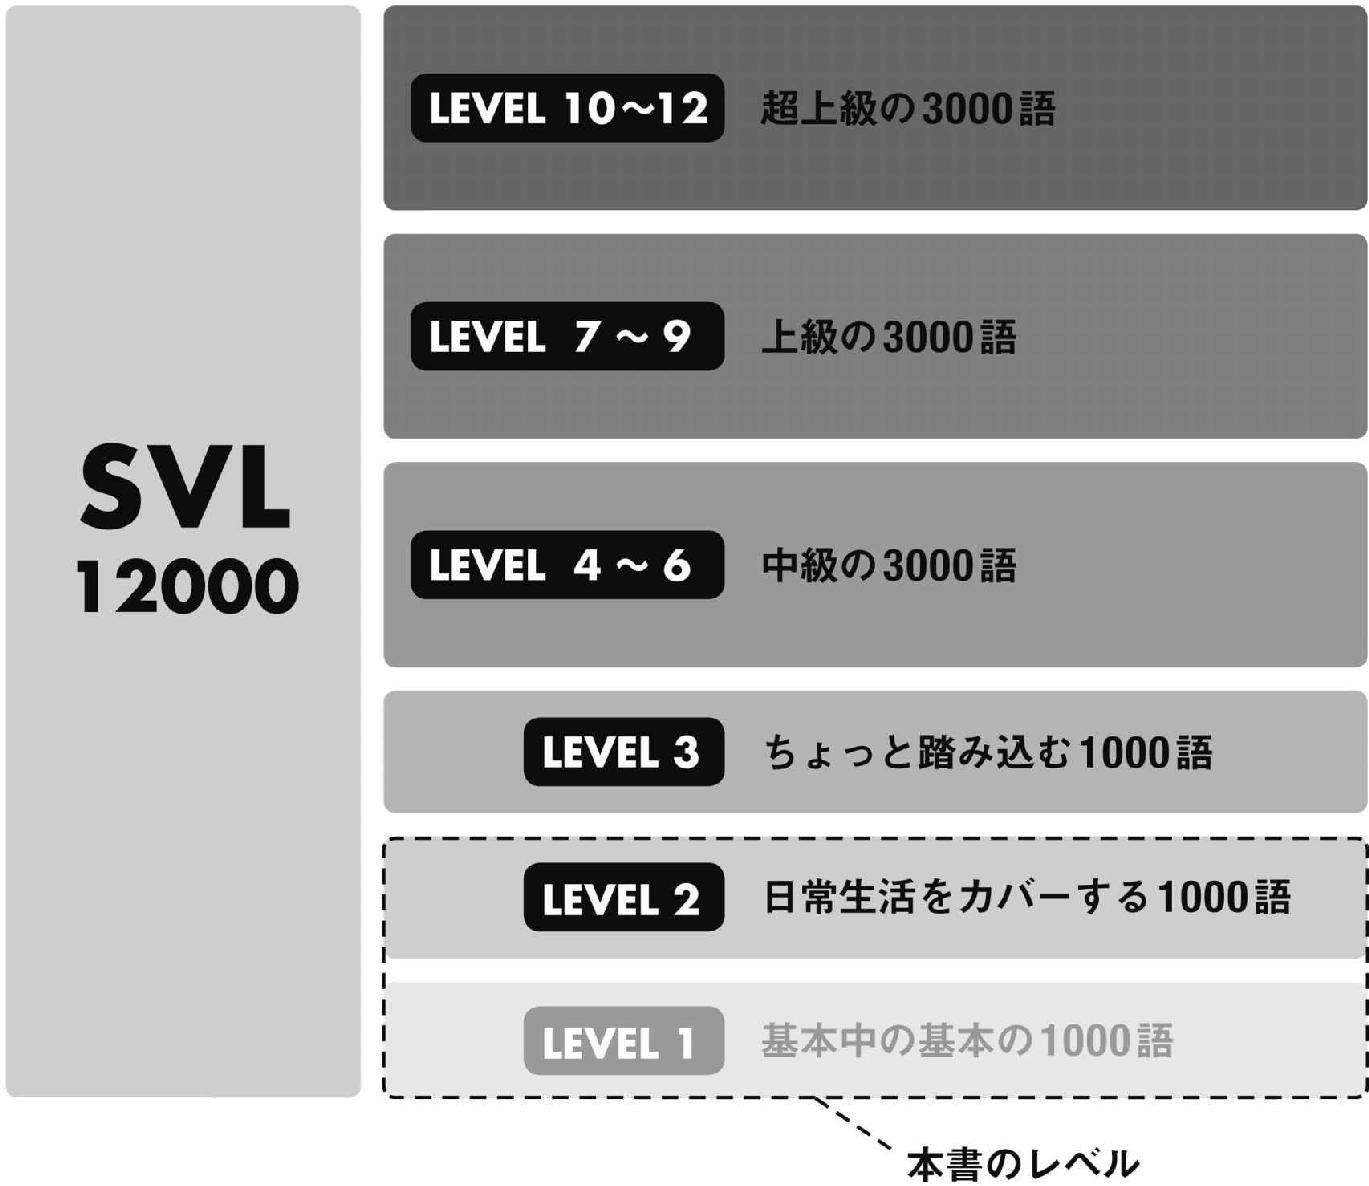 SVL
12000
LEVEL 10～12 超上級の3000語
LEVEL 7～9 上級の3000語
LEVEL 4～6 中級の3000語
LEVEL 3 ちょっと踏み込む1000語
LEVEL 2 日常生活をカバーする1000語
LEVEL 1 基本中の基本の1000語
本書のレベル